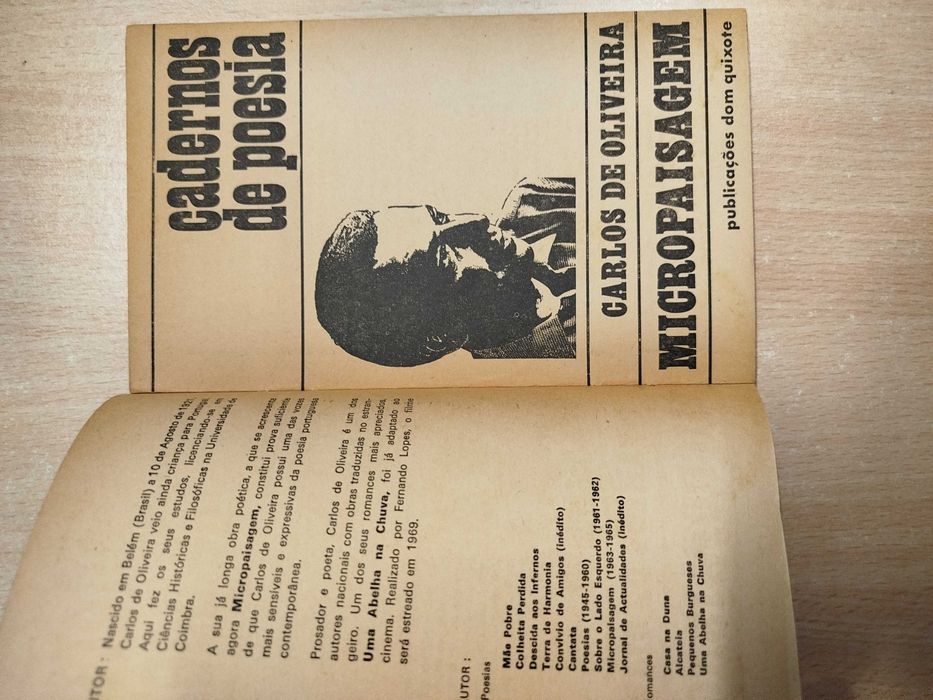 UTOR: Nascido em Belém (Brasil) a 10 de Agosto de 1921
Carlos de Oliveira veio ainda criança para Portugal
Aqui fez os seus estudos, licenciando-se em
Ciências Históricas e Filosóficas na Universidade de
Coimbra.
A sua já longa obra poética, a que se acrescenta
agora Micropaisagem, constitui prova suficiente
de que Carlos de Oliveira possui uma das vozes
mais sensíveis e expressivas da poesia portuguesa
contemporânea.
Prosador e poeta, Carlos de Oliveira é um dos
autores nacionais com obras traduzidas no estran-
geiro. Um dos seus romances mais apreciados,
Uma Abelha na Chuva, foi já adaptado ao
cinema. Realizado por Fernando Lopes, o filme
será estreado em 1969.
UTOR:
Poesias
Mãe Pobre
Colheita Perdida
Descida aos Infernos
Terra de Harmonia
Convívio de Amigos (inédito)
Cantata
Poesias (1945-1960)
Sobre o Lado Esquerdo (1961-1962)
Micropaisagem (1963-1965)
Jornal de Actualidades (inédito)
omances
Casa na Duna
Alcateia
Pequenos Burgueses
Uma Abelha na Chuva
cadernos
de poesia
CARLOS DE OLIVEIRA
MICROPAISAGEM
publicações dom quixote